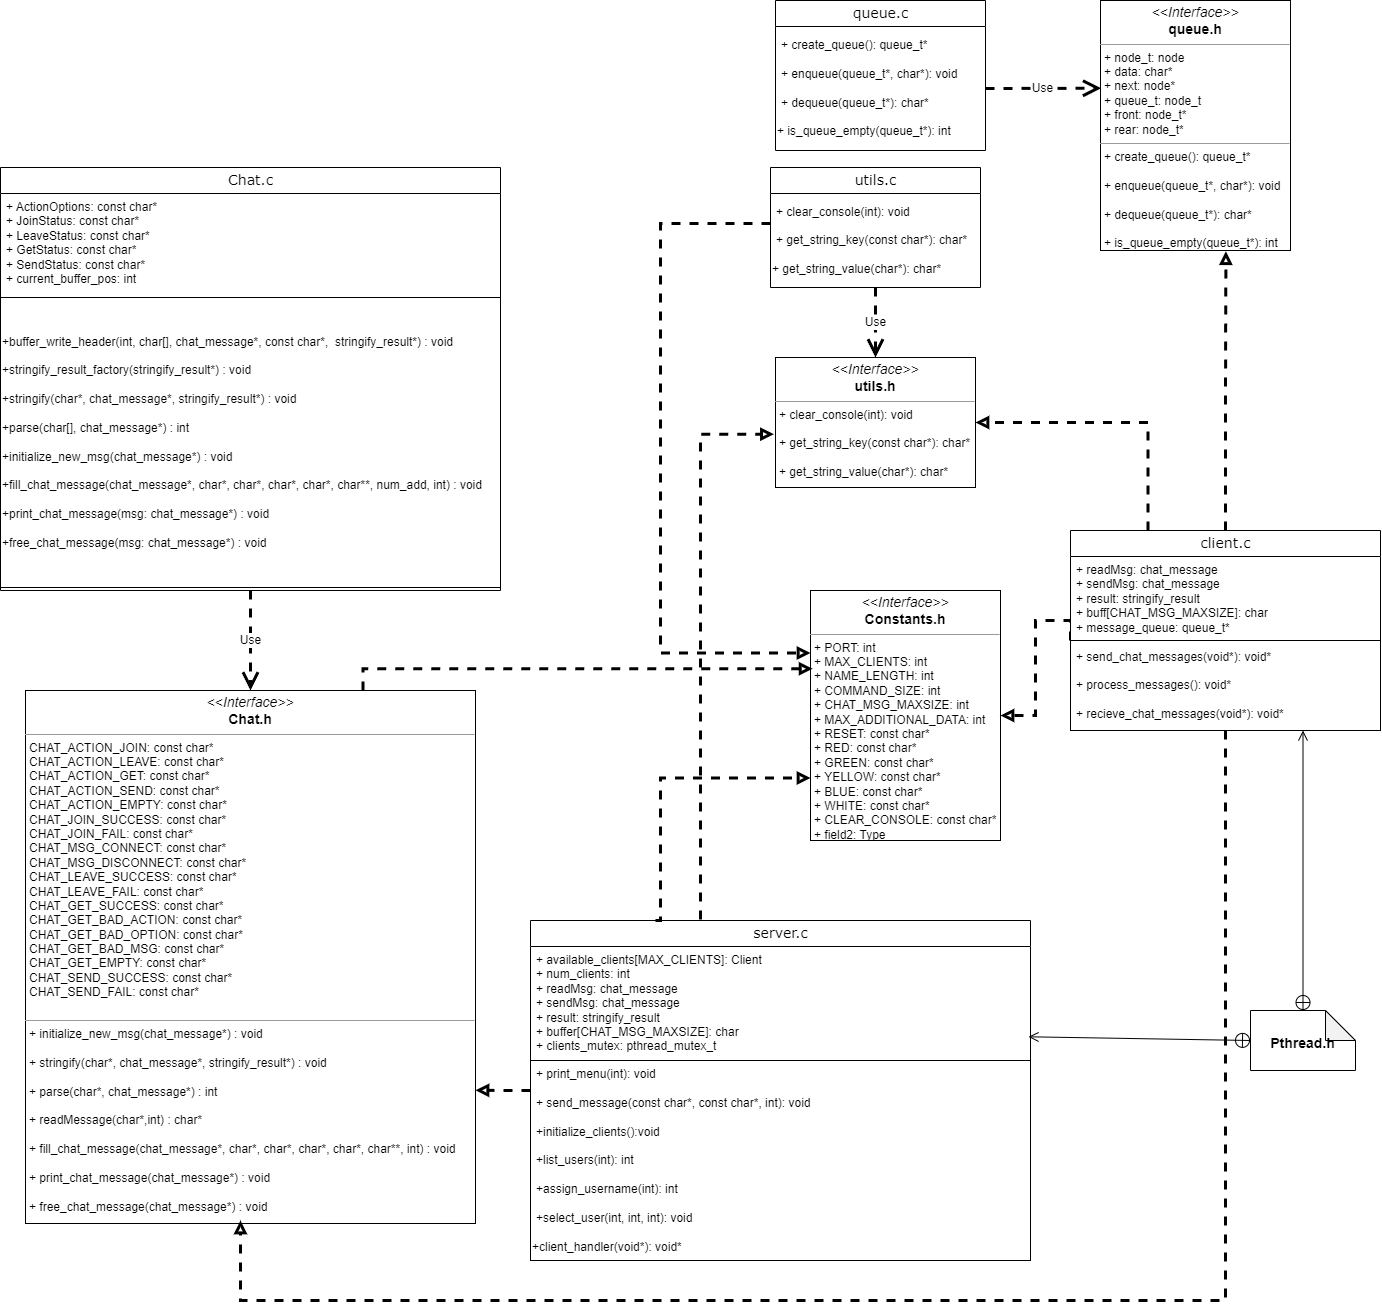 queue.c
+ create_queue(): queue_t*
+ enqueue(queue_t*, char*): void
+ dequeue(queue_t*): char*
+ is_queue_empty(queue_t*): int
Use
<<Interface>>
queue.h
+ node_t: node
+ data: char*
+ next: node*
+ queue_t: node_t
+ front: node_t*
+ rear: node_t*
+ create_queue(): queue_t*
+ enqueue(queue_t*, char*): void
+ dequeue(queue_t*): char*
+ is_queue_empty(queue_t*): int
Chat.c
+ ActionOptions: const char*
+ JoinStatus: const char*
+ LeaveStatus: const char*
+ GetStatus: const char*
+ SendStatus: const char*
+ current_buffer_pos: int
+buffer_write_header(int, char[], chat_message*, const char*,  stringify_result*) : void
+stringify_result_factory(stringify_result*) : void
+stringify(char*, chat_message*, stringify_result*) : void
+parse(char[], chat_message*) : int
+initialize_new_msg(chat_message*) : void
+fill_chat_message(chat_message*, char*, char*, char*, char*, char**, num_add, int) : void
+print_chat_message(msg: chat_message*) : void
+free_chat_message(msg: chat_message*) : void
Use
utils.c
+ clear_console(int): void
+ get_string_key(const char*): char*
+ get_string_value(char*): char*
Use
<<Interface>>
utils.h
+ clear_console(int): void
+ get_string_key(const char*): char*
+ get_string_value(char*): char*
client.c
+ readMsg: chat_message
+ sendMsg: chat_message
+ result: stringify_result
+ buff[CHAT_MSG_MAXSIZE]: char
+ message_queue: queue_t*
+ send_chat_messages(void*): void*
+ process_messages(): void*
+ recieve_chat_messages(void*): void*
<<Interface>>
Constants.h
+ PORT: int
+ MAX_CLIENTS: int
+ NAME_LENGTH: int
+ COMMAND_SIZE: int
+ CHAT_MSG_MAXSIZE: int
+ MAX_ADDITIONAL_DATA: int
+ RESET: const char*
+ RED: const char*
+ GREEN: const char*
+ YELLOW: const char*
+ BLUE: const char*
+ WHITE: const char*
+ CLEAR_CONSOLE: const char*
+ field2: Type
<<Interface>>
Chat.h
CHAT_ACTION_JOIN: const char*
CHAT_ACTION_LEAVE: const char*
CHAT_ACTION_GET: const char*
CHAT_ACTION_SEND: const char*
CHAT_ACTION_EMPTY: const char*
CHAT_JOIN_SUCCESS: const char*
CHAT_JOIN_FAIL: const char*
CHAT_MSG_CONNECT: const char*
CHAT_MSG_DISCONNECT: const char*
CHAT_LEAVE_SUCCESS: const char*
CHAT_LEAVE_FAIL: const char*
CHAT_GET_SUCCESS: const char*
CHAT_GET_BAD_ACTION: const char*
CHAT_GET_BAD_OPTION: const char*
CHAT_GET_BAD_MSG: const char*
CHAT_GET_EMPTY: const char*
CHAT_SEND_SUCCESS: const char*
CHAT_SEND_FAIL: const char*
+ initialize_new_msg(chat_message*) : void
+ stringify(char*, chat_message*, stringify_result*) : void
+ parse(char*, chat_message*) : int
+ readMessage(char*,int) : char*
+ fill_chat_message(chat_message*, char*, char*, char*, char*, char**, int) : void
+ print_chat_message(chat_message*) : void
+ free_chat_message(chat_message*) : void
server.c
+ available_clients[MAX_CLIENTS]: Client
+ num_clients: int
+ readMsg: chat_message
+ sendMsg: chat_message
+ result: stringify_result
+ buffer[CHAT_MSG_MAXSIZE]: char
+ clients_mutex: pthread_mutex_t
+ print_menu(int): void
+ send_message(const char*, const char*, int): void
+initialize_clients():void
+list_users(int): int
+assign_username(int): int
+select_user(int, int, int): void
+client_handler(void*): void*
Pthread.h